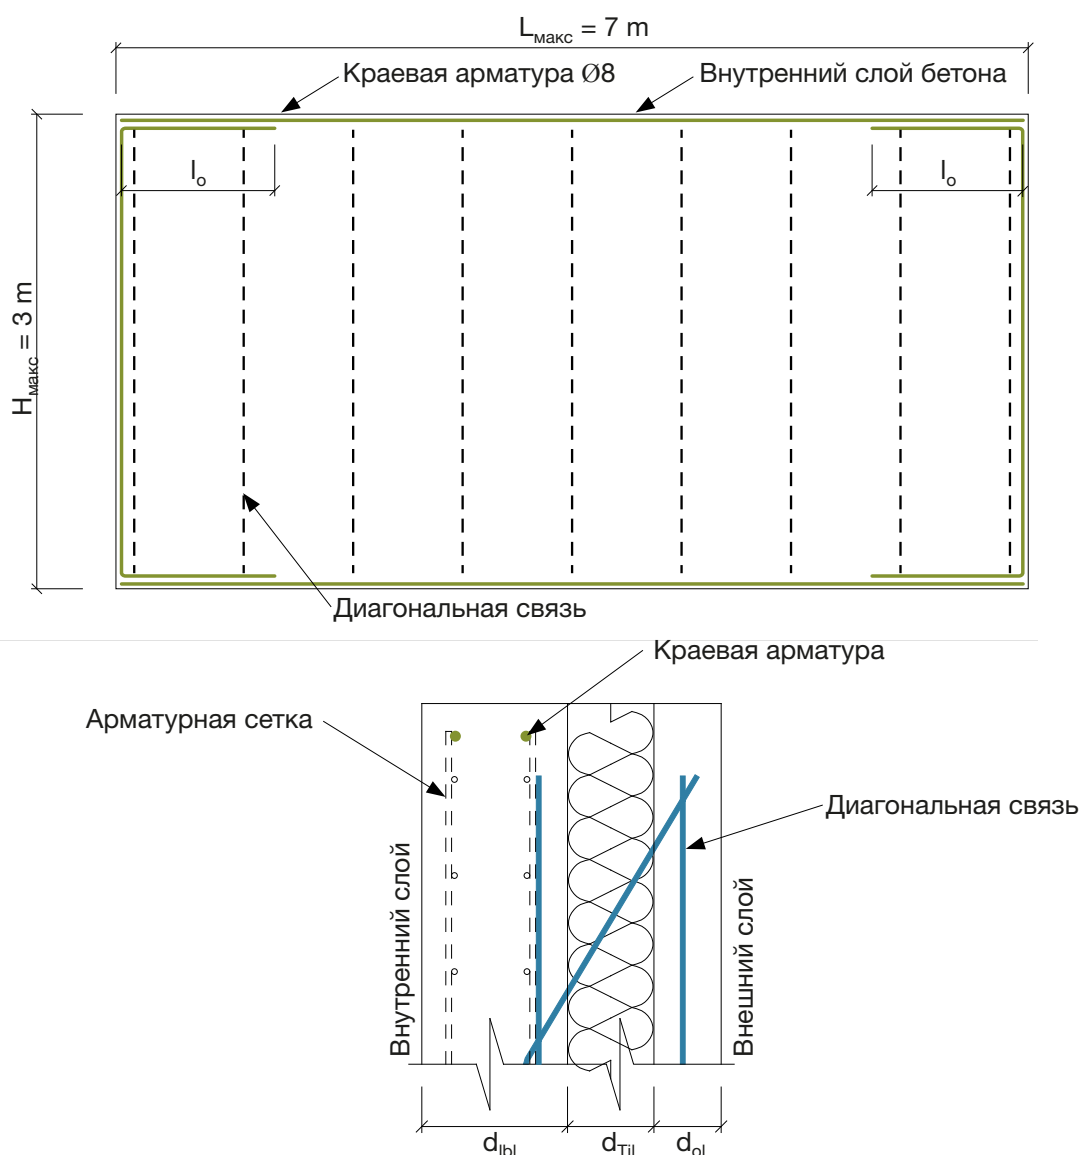 Lмакс = 7 m
Краевая арматура Ø8
Внутренний слой бетона
lo
lo
Hмакс = 3 m
Диагональная связь
Краевая арматура
Арматурная сетка
Диагональная связь
Внутренний слой
Внешний слой
dlbl
dTil
dol